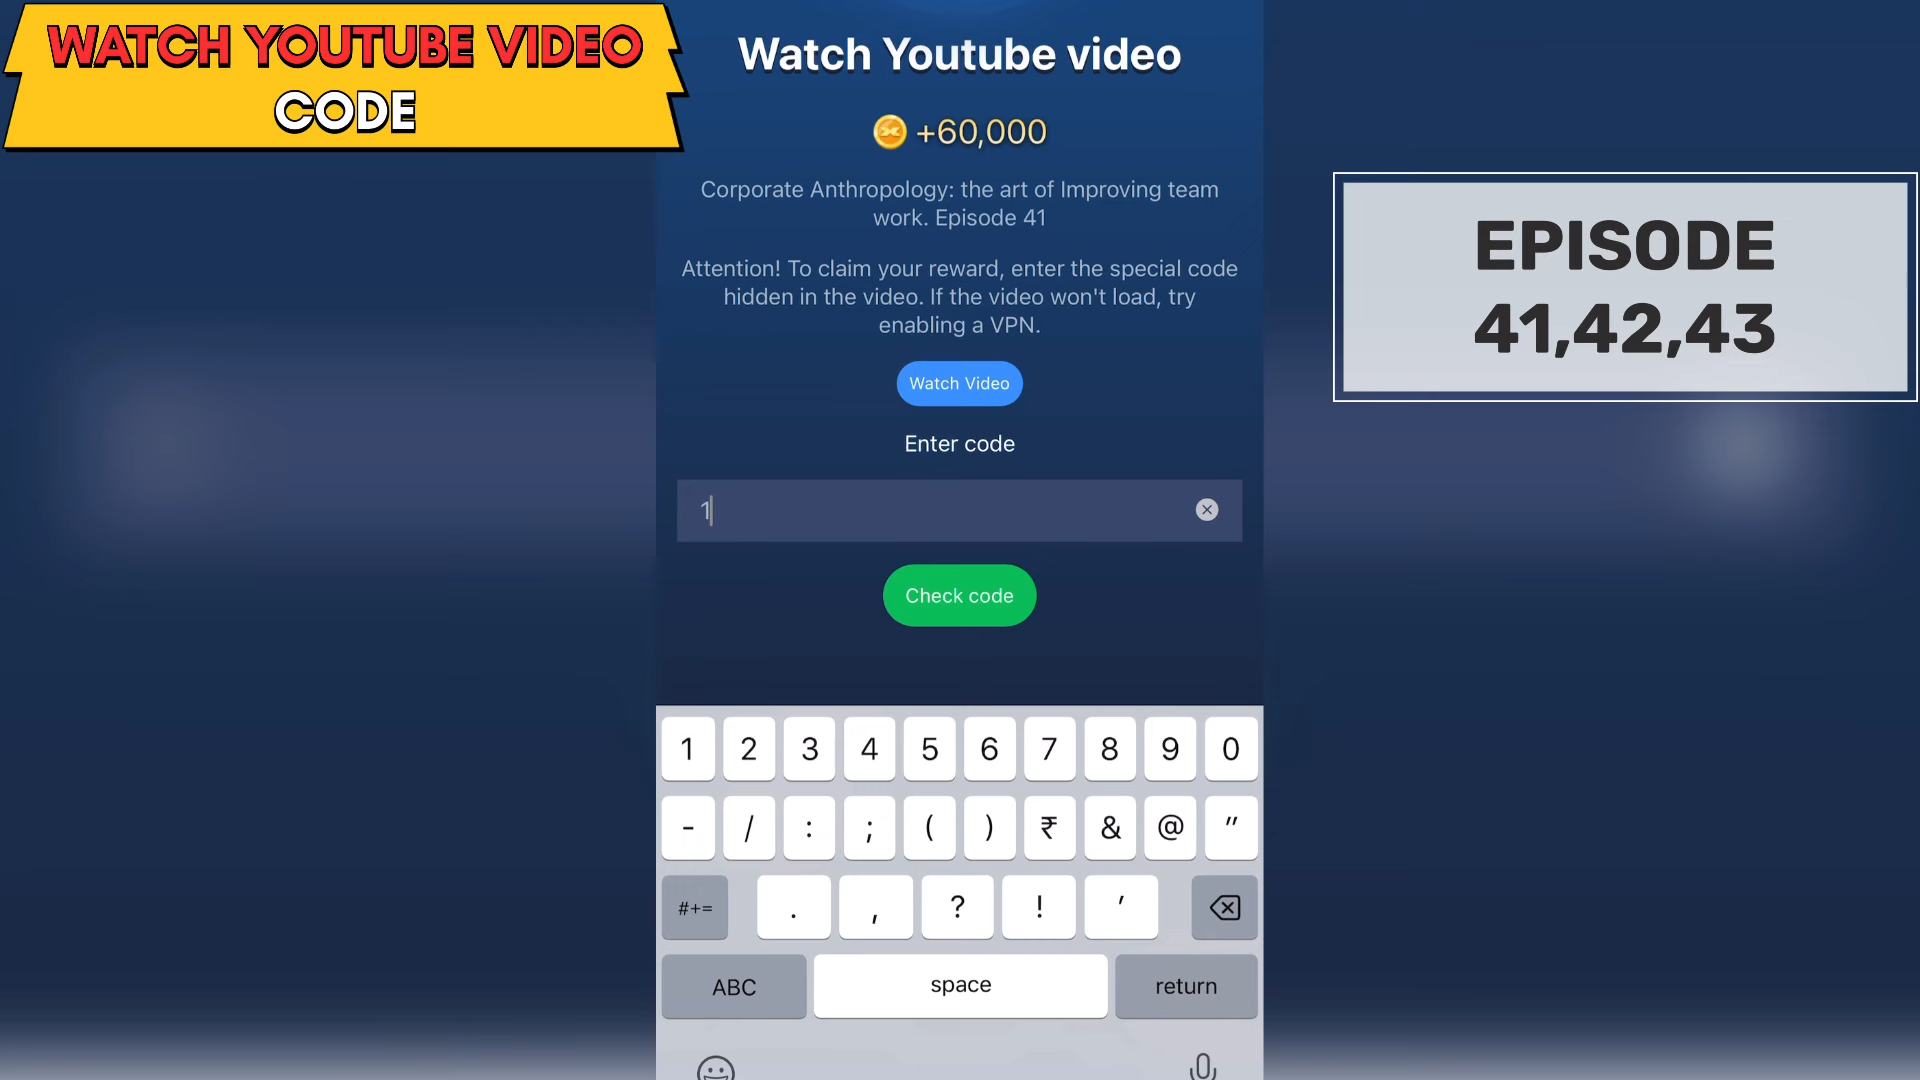 WATCH YOUTUBE VIDEO
CODE
Watch Youtube video
+60,000
Corporate Anthropology: the art of Improving team
work. Episode 41
Attention! To claim your reward, enter the special code
hidden in the video. If the video won't load, try
enabling a VPN.
Watch Video
Enter code
1
Check code
EPISODE
41,42,43
1 2 3 4 5 6 7 8 9 0
- / : ; ( ) ₹ & @ "
#+= . , ? ! '
ABC space return